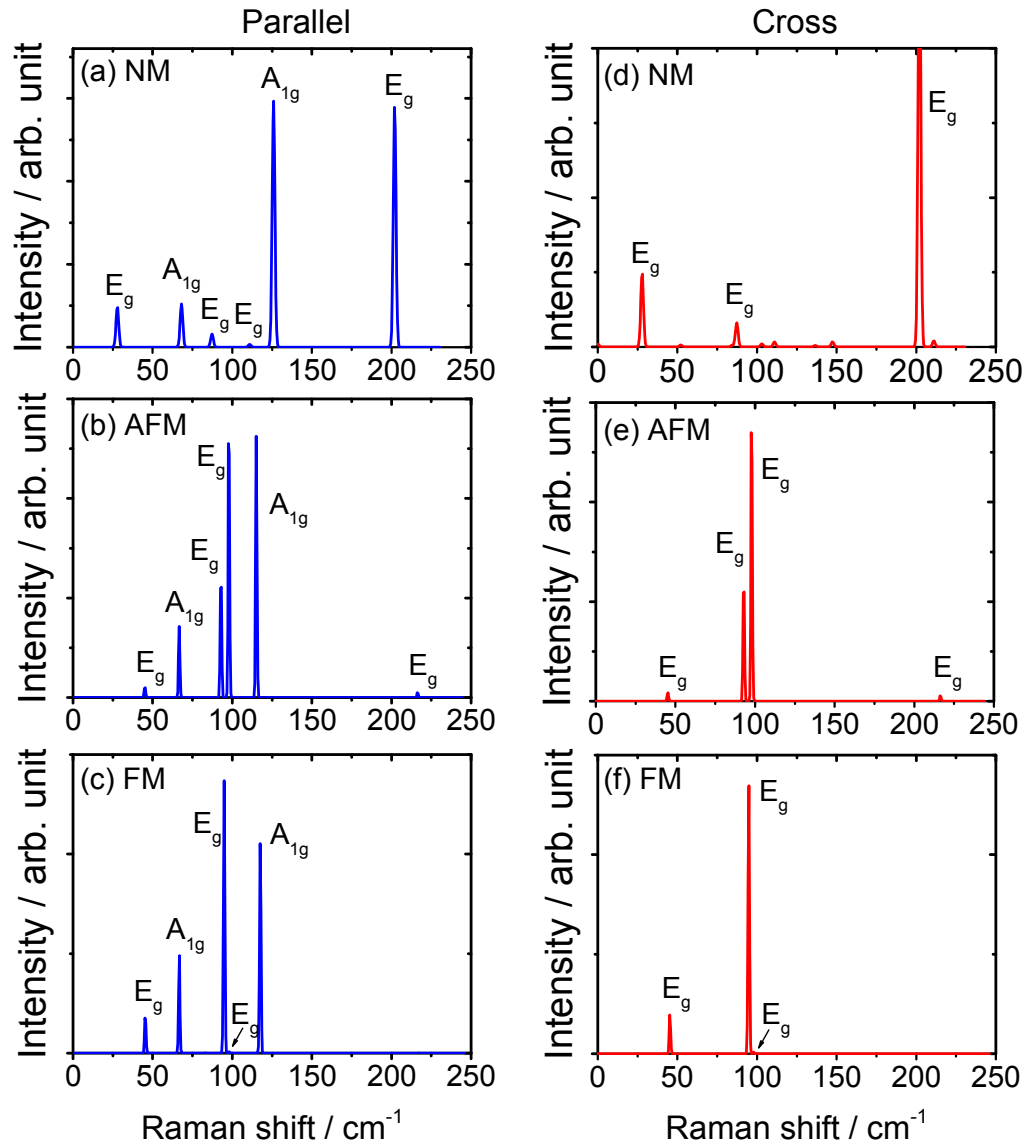 Parallel
Cross
(a) NM
A1g
Eg
Eg
A1g
Eg
Eg
Intensity / arb. unit
0 50 100 150 200 250
(d) NM
Eg
Eg
Eg
Intensity / arb. unit
0 50 100 150 200 250
(b) AFM
Eg
A1g
Eg
A1g
Eg
Eg
Intensity / arb. unit
0 50 100 150 200 250
(e) AFM
Eg
Eg
Eg
Eg
Intensity / arb. unit
0 50 100 150 200 250
(c) FM
Eg
A1g
A1g
Eg
Eg
Intensity / arb. unit
0 50 100 150 200 250
Raman shift / cm-1
(f) FM
Eg
Eg
Eg
Intensity / arb. unit
0 50 100 150 200 250
Raman shift / cm-1